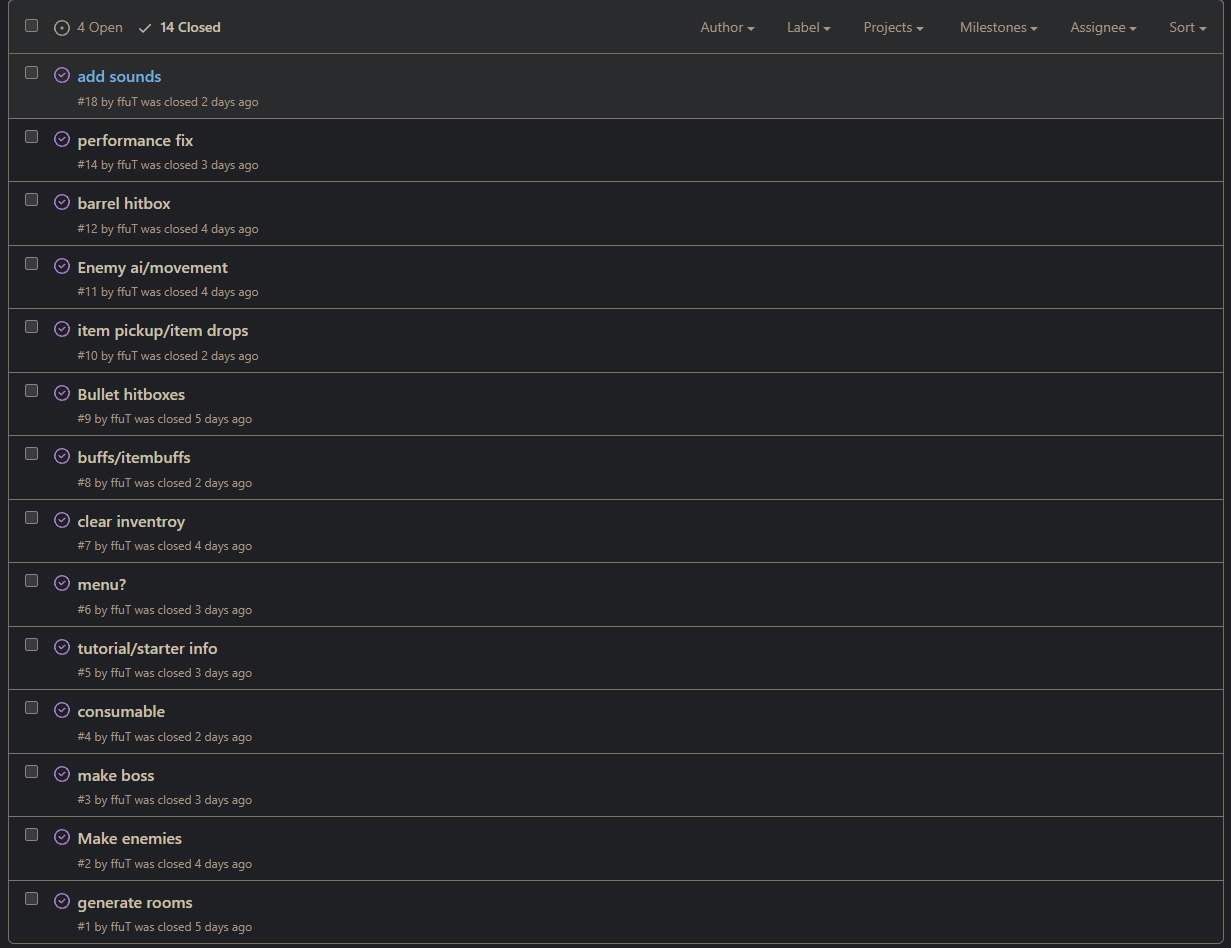 4 Open 14 Closed Author Label Projects Milestones Assignee Sort
add sounds
#18 by ffuT was closed 2 days ago
performance fix
#14 by ffuT was closed 3 days ago
barrel hitbox
#12 by ffuT was closed 4 days ago
Enemy ai/movement
#11 by ffuT was closed 4 days ago
item pickup/item drops
#10 by ffuT was closed 2 days ago
Bullet hitboxes
#9 by ffuT was closed 5 days ago
buffs/itembuffs
#8 by ffuT was closed 2 days ago
clear inventroy
#7 by ffuT was closed 4 days ago
menu?
#6 by ffuT was closed 3 days ago
tutorial/starter info
#5 by ffuT was closed 3 days ago
consumable
#4 by ffuT was closed 2 days ago
make boss
#3 by ffuT was closed 3 days ago
Make enemies
#2 by ffuT was closed 4 days ago
generate rooms
#1 by ffuT was closed 5 days ago